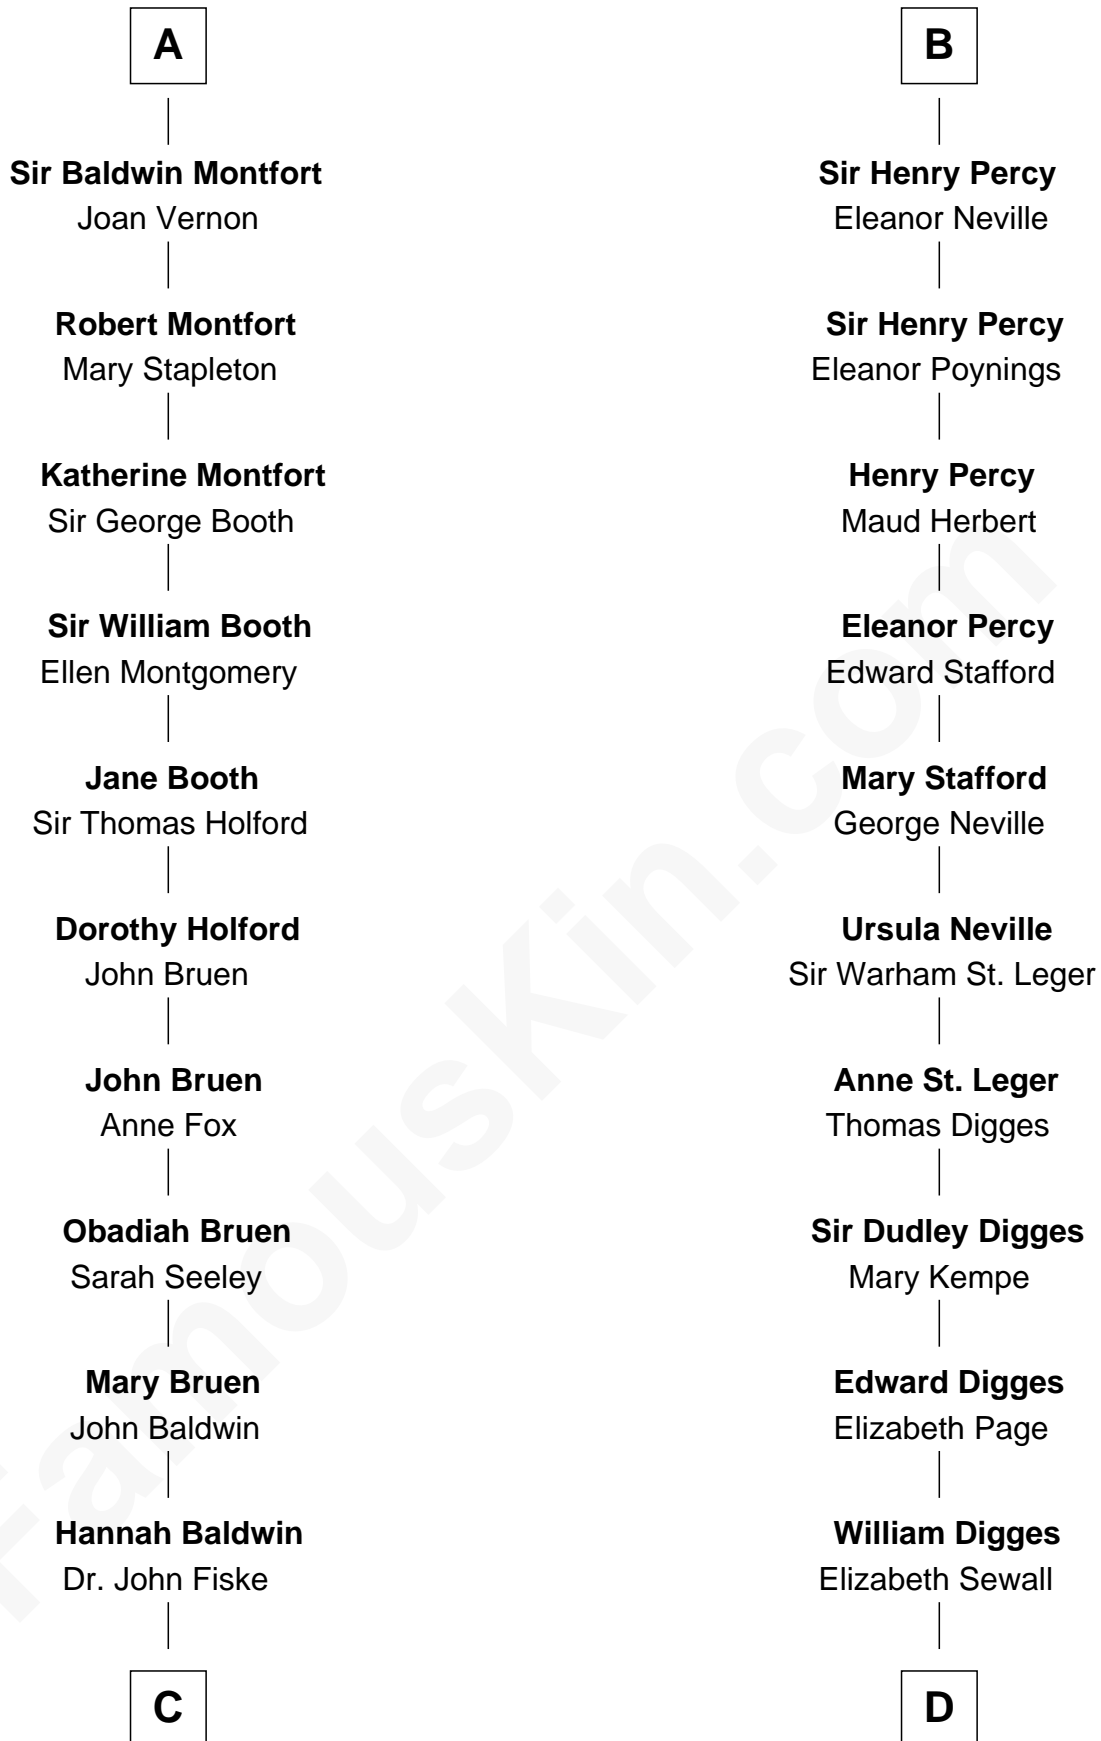 A
Sir Baldwin Montfort
Joan Vernon
Robert Montfort
Mary Stapleton
Katherine Montfort
Sir George Booth
Sir William Booth
Ellen Montgomery
Jane Booth
Sir Thomas Holford
Dorothy Holford
John Bruen
John Bruen
Anne Fox
Obadiah Bruen
Sarah Seeley
Mary Bruen
John Baldwin
Hannah Baldwin
Dr. John Fiske
C
B
Sir Henry Percy
Eleanor Neville
Sir Henry Percy
Eleanor Poynings
Henry Percy
Maud Herbert
Eleanor Percy
Edward Stafford
Mary Stafford
George Neville
Ursula Neville
Sir Warham St. Leger
Anne St. Leger
Thomas Digges
Sir Dudley Digges
Mary Kempe
Edward Digges
Elizabeth Page
William Digges
Elizabeth Sewall
D
FamousKin.com